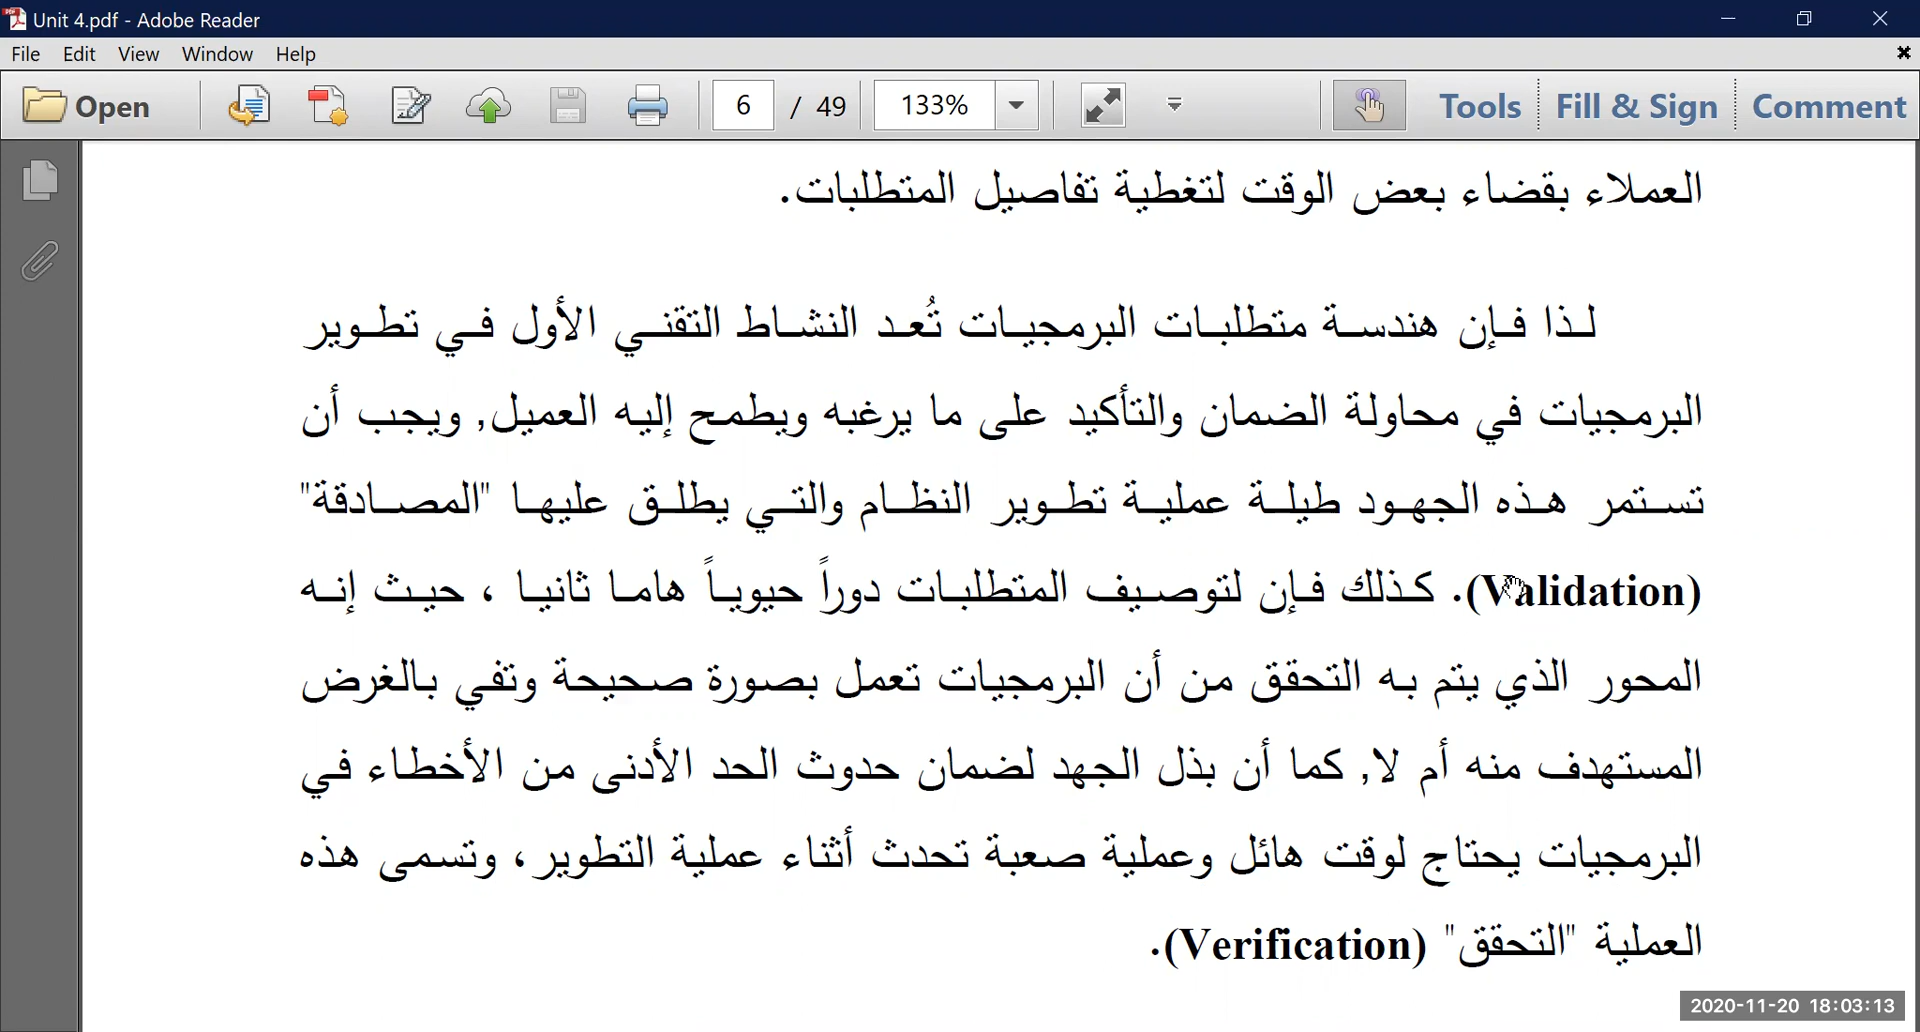 Unit 4.pdf - Adobe Reader
File Edit View Window Help
Open 6 / 49 133% Tools Fill & Sign Comment
العملاء بقضاء بعض الوقت لتغطية تفاصيل المتطلبات.
لذا فإن هندسة متطلبات البرمجيات تُعد النشاط التقني الأول في تطوير
البرمجيات في محاولة الضمان والتأكيد على ما يرغبه ويطمح إليه العميل, ويجب أن
تستمر هذه الجهود طيلة عملية تطوير النظام والتي يطلق عليها "المصادقة"
(Validation). كذلك فإن لتوصيف المتطلبات دوراً حيوياً هاما ثانيا ، حيث إنه
المحور الذي يتم به التحقق من أن البرمجيات تعمل بصورة صحيحة وتفي بالغرض
المستهدف منه أم لا, كما أن بذل الجهد لضمان حدوث الحد الأدنى من الأخطاء في
البرمجيات يحتاج لوقت هائل وعملية صعبة تحدث أثناء عملية التطوير، وتسمى هذه
العملية "التحقق" (Verification).
2020-11-20 18:03:13